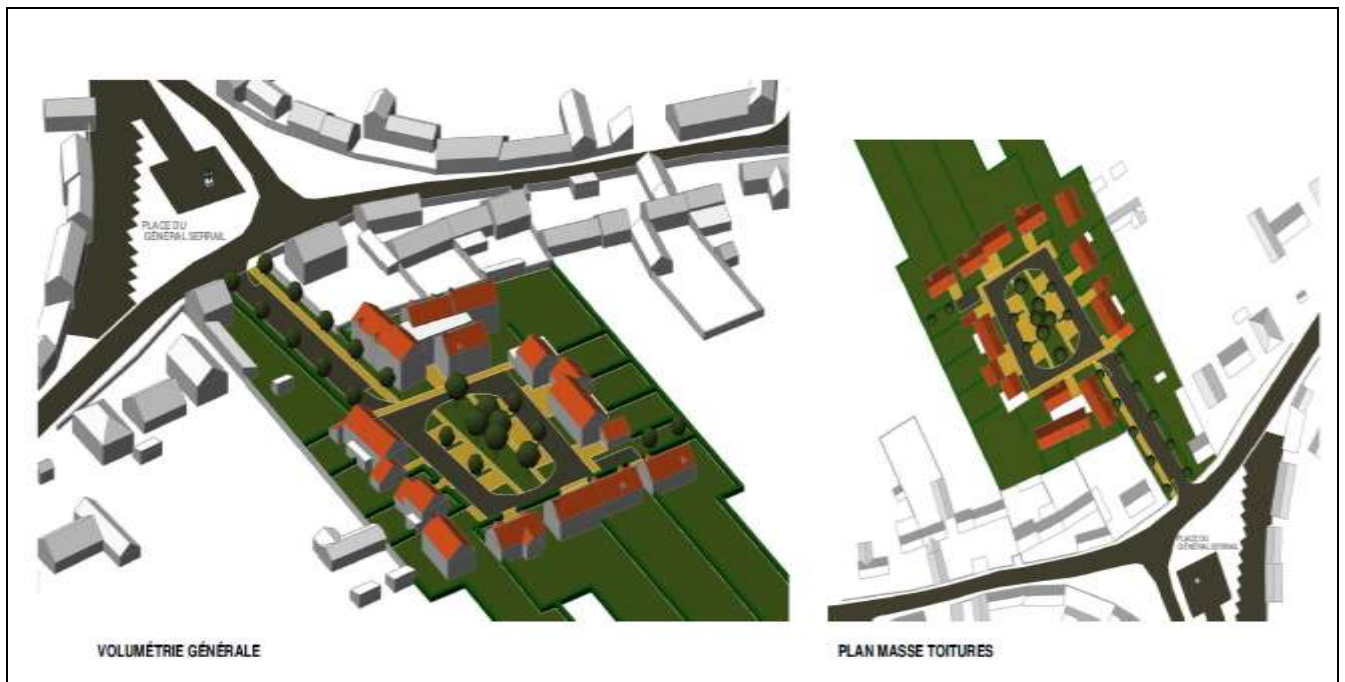 PLACE DU
GÉNÉRAL SERRAIL
PLACE DU
GÉNÉRAL SERRAIL
VOLUMÉTRIE GÉNÉRALE
PLAN MASSE TOITURES